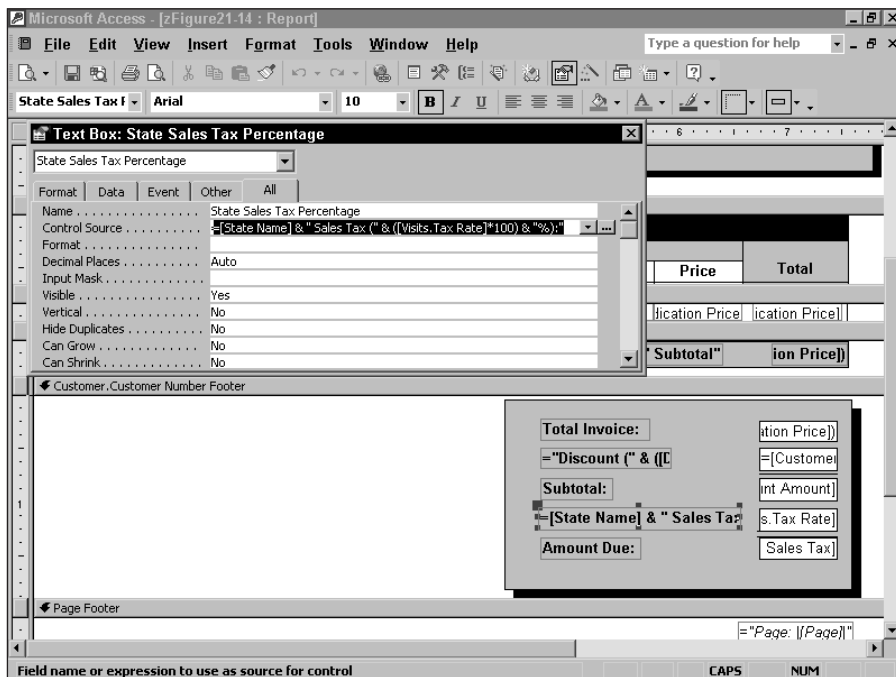 Microsoft Access - [zFigure21-14 : Report]
File Edit View Insert Format Tools Window Help
Type a question for help
State Sales Tax F Arial 10 B I U
Text Box: State Sales Tax Percentage
State Sales Tax Percentage
Format Data Event Other All
Name . . . . . . . . . . . . . . . . State Sales Tax Percentage
Control Source . . . . . . . . . . =[State Name] & " Sales Tax (" & ([Visits.Tax Rate]*100) & "%):"
Format . . . . . . . . . . . . . . .
Decimal Places . . . . . . . . . . Auto
Input Mask . . . . . . . . . . . . .
Visible . . . . . . . . . . . . . . . . Yes
Vertical . . . . . . . . . . . . . . . No
Hide Duplicates . . . . . . . . . . No
Can Grow . . . . . . . . . . . . . . No
Can Shrink . . . . . . . . . . . . . No
6 7
Price Total
dication Price] ication Price]
" Subtotal" ion Price])
Customer.Customer Number Footer
Total Invoice: ation Price])
="Discount (" & ([D =[Customer
Subtotal: int Amount]
1
=[State Name] & " Sales Tax s.Tax Rate]
Amount Due: Sales Tax]
Page Footer
="Page: |[Page]|"
Field name or expression to use as source for control CAPS NUM